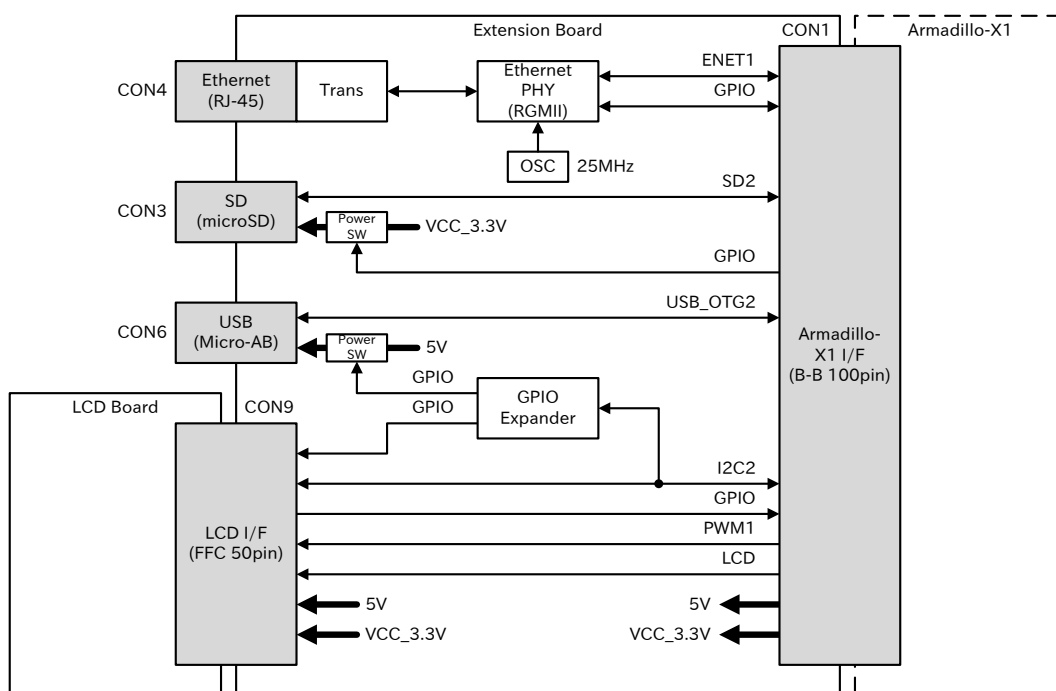 Extension Board
CON1
Armadillo-X1
CON4
Ethernet
(RJ-45)
Trans
Ethernet
PHY
(RGMII)
ENET1
GPIO
OSC
25MHz
CON3
SD
(microSD)
SD2
Power
SW
VCC_3.3V
GPIO
CON6
USB
(Micro-AB)
USB_OTG2
Power
SW
5V
Armadillo-
X1 I/F
(B-B 100pin)
GPIO
GPIO
GPIO
Expander
LCD Board
CON9
I2C2
GPIO
LCD I/F
(FFC 50pin)
PWM1
LCD
5V
5V
VCC_3.3V
VCC_3.3V